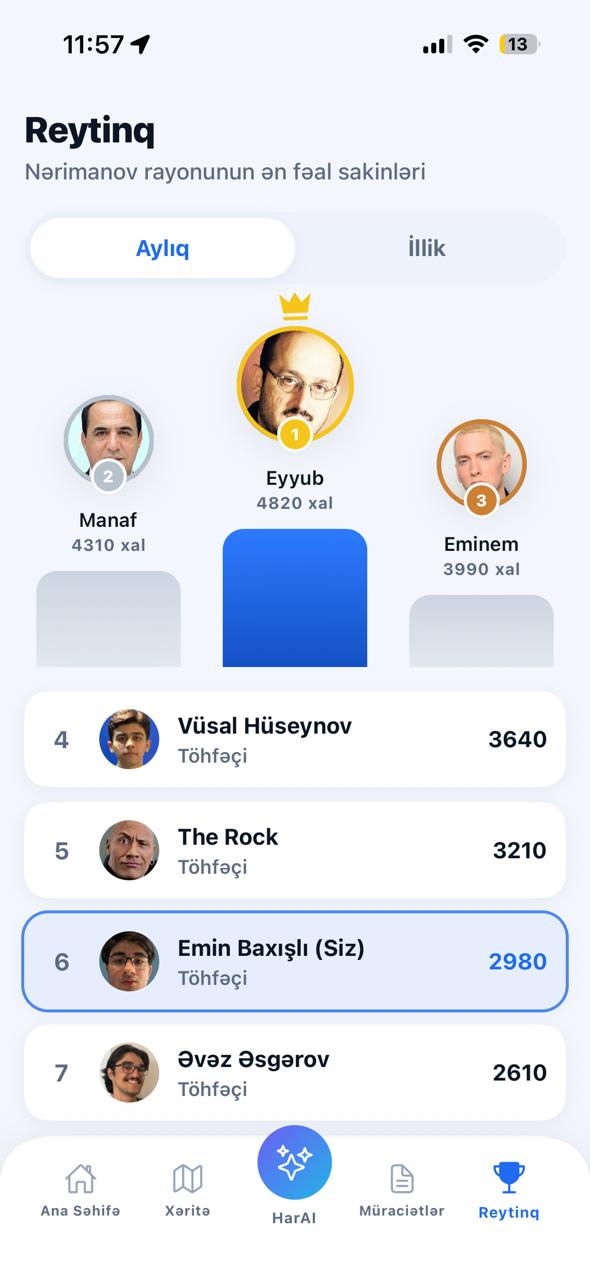 11:57
13
Reytinq
Nərimanov rayonunun ən fəal sakinləri
Aylıq
İllik
1
2
3
Eyyub
4820 xal
Manaf
4310 xal
Eminem
3990 xal
4
Vüsal Hüseynov
Töhfəçi
3640
5
The Rock
Töhfəçi
3210
6
Emin Baxışlı (Siz)
Töhfəçi
2980
7
Əvəz Əsgərov
Töhfəçi
2610
Ana Səhifə
Xəritə
HarAI
Müraciətlər
Reytinq